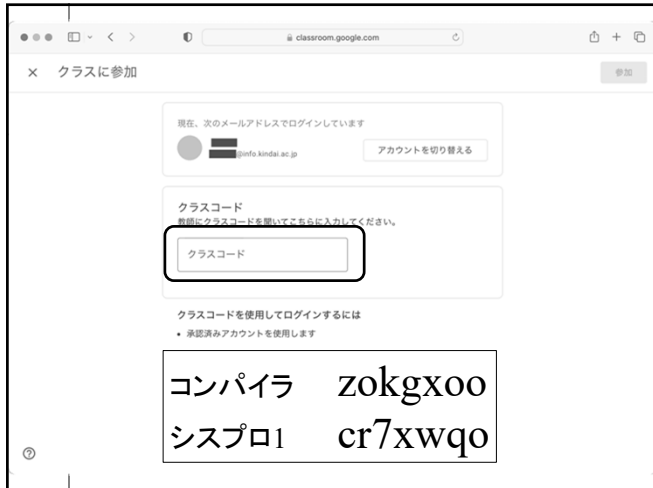 classroom.google.com
クラスに参加
参加
現在、次のメールアドレスでログインしています
@info.kindai.ac.jp
アカウントを切り替える
クラスコード
教師にクラスコードを聞いてこちらに入力してください。
クラスコード
クラスコードを使用してログインするには
• 承認済みアカウントを使用します
コンパイラ zokgxoo
シスプロ1 cr7xwqo